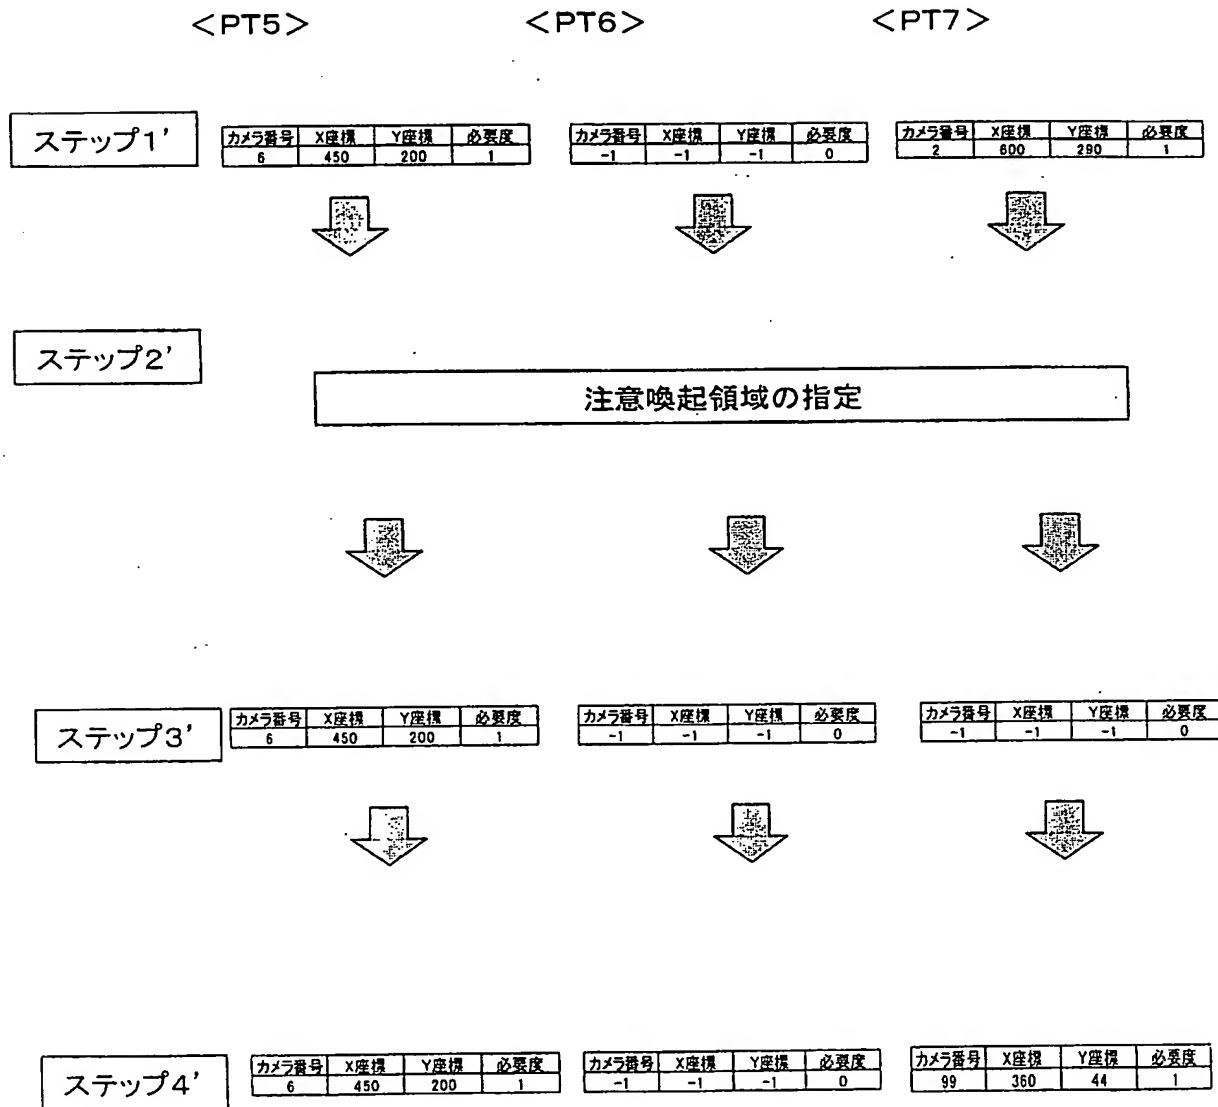 <PT5> <PT6> <PT7>
ステップ1'
カメラ番号 X座標 Y座標 必要度
6 450 200 1
カメラ番号 X座標 Y座標 必要度
-1 -1 -1 0
カメラ番号 X座標 Y座標 必要度
2 600 290 1
ステップ2'
注意喚起領域の指定
ステップ3'
カメラ番号 X座標 Y座標 必要度
6 450 200 1
カメラ番号 X座標 Y座標 必要度
-1 -1 -1 0
カメラ番号 X座標 Y座標 必要度
-1 -1 -1 0
ステップ4'
カメラ番号 X座標 Y座標 必要度
6 450 200 1
カメラ番号 X座標 Y座標 必要度
-1 -1 -1 0
カメラ番号 X座標 Y座標 必要度
99 360 44 1